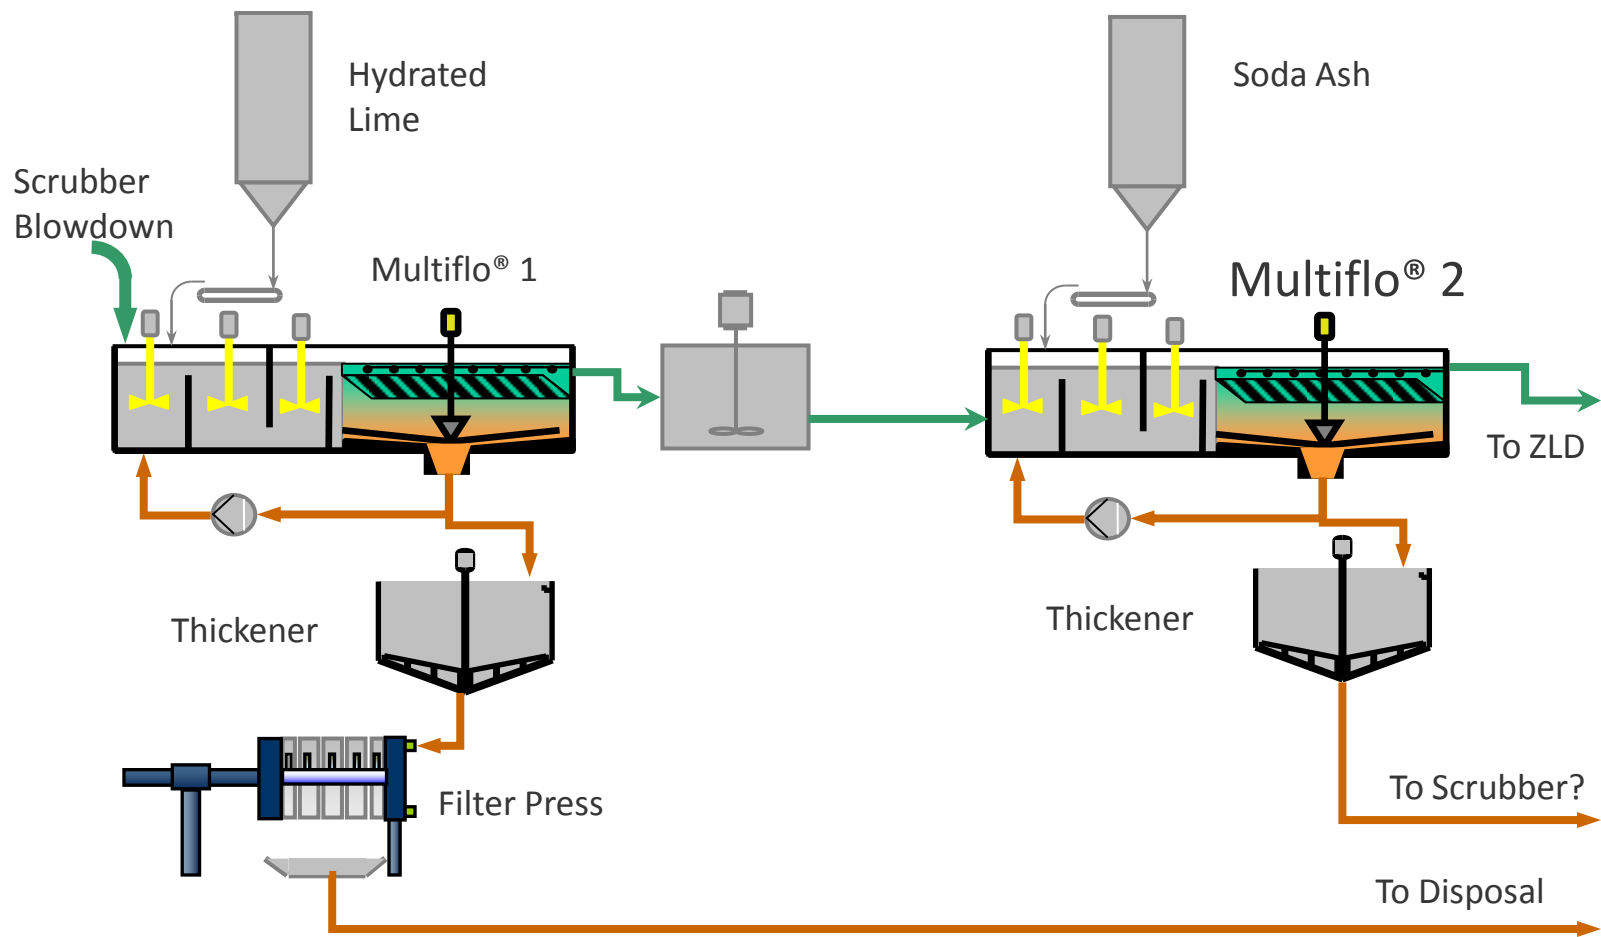 Hydrated
Lime
Soda Ash
Scrubber
Blowdown
Multiflo® 1
Multiflo® 2
To ZLD
Thickener
Thickener
Filter Press
To Scrubber?
To Disposal